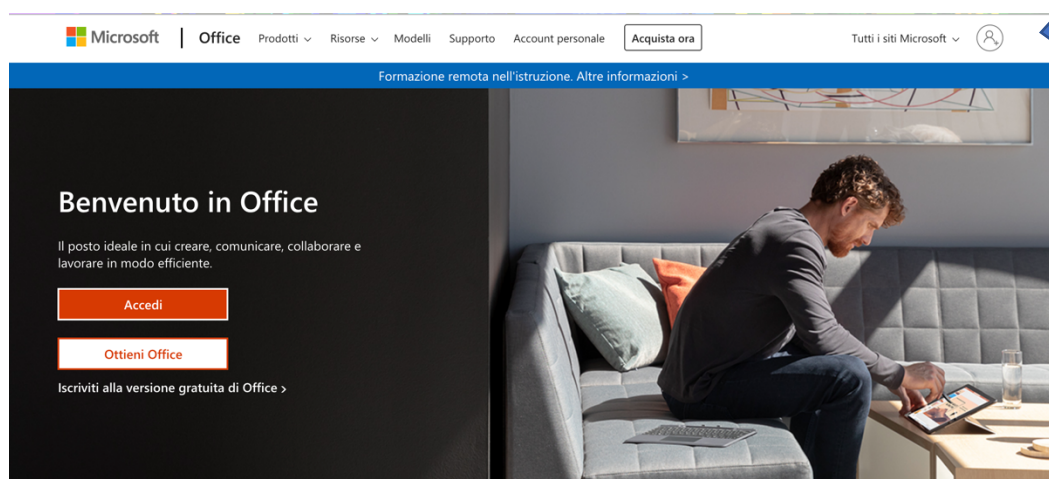 Microsoft | Office Prodotti Risorse Modelli Supporto Account personale Acquista ora Tutti i siti Microsoft
Formazione remota nell'istruzione. Altre informazioni >
Benvenuto in Office
Il posto ideale in cui creare, comunicare, collaborare e
lavorare in modo efficiente.
Accedi
Ottieni Office
Iscriviti alla versione gratuita di Office >